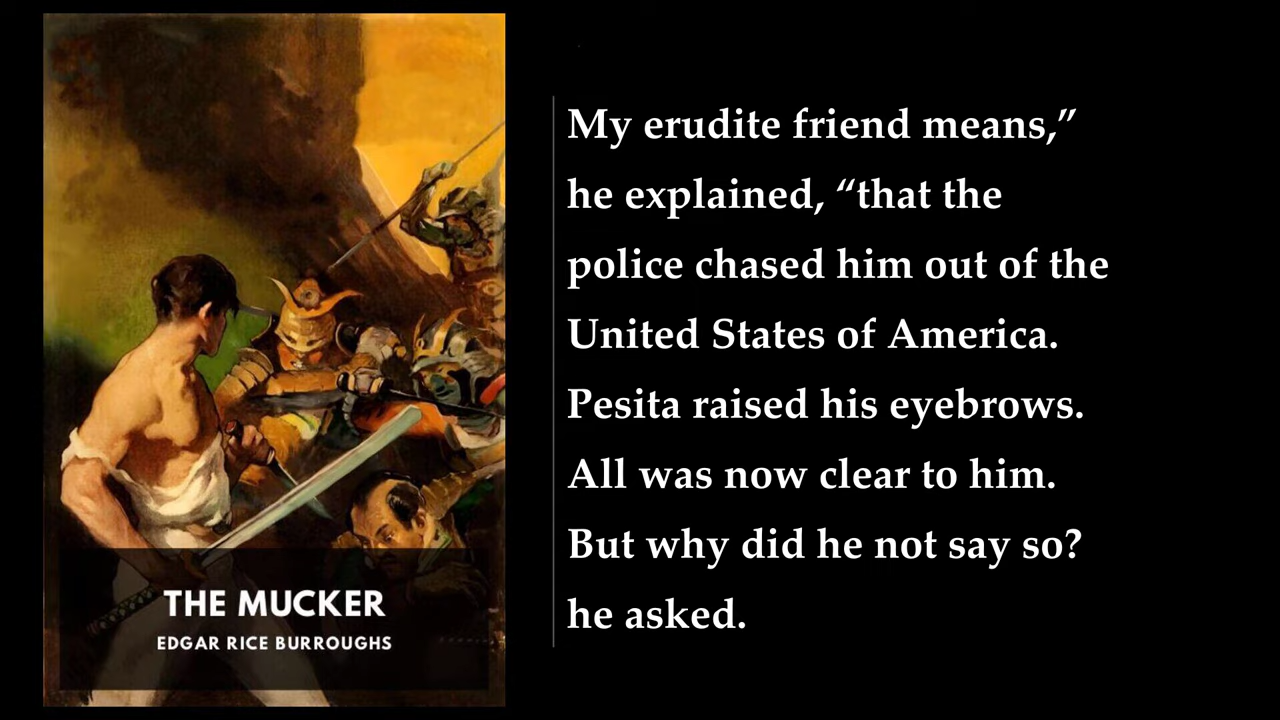 THE MUCKER
EDGAR RICE BURROUGHS
My erudite friend means,”
he explained, “that the
police chased him out of the
United States of America.
Pesita raised his eyebrows.
All was now clear to him.
But why did he not say so?
he asked.